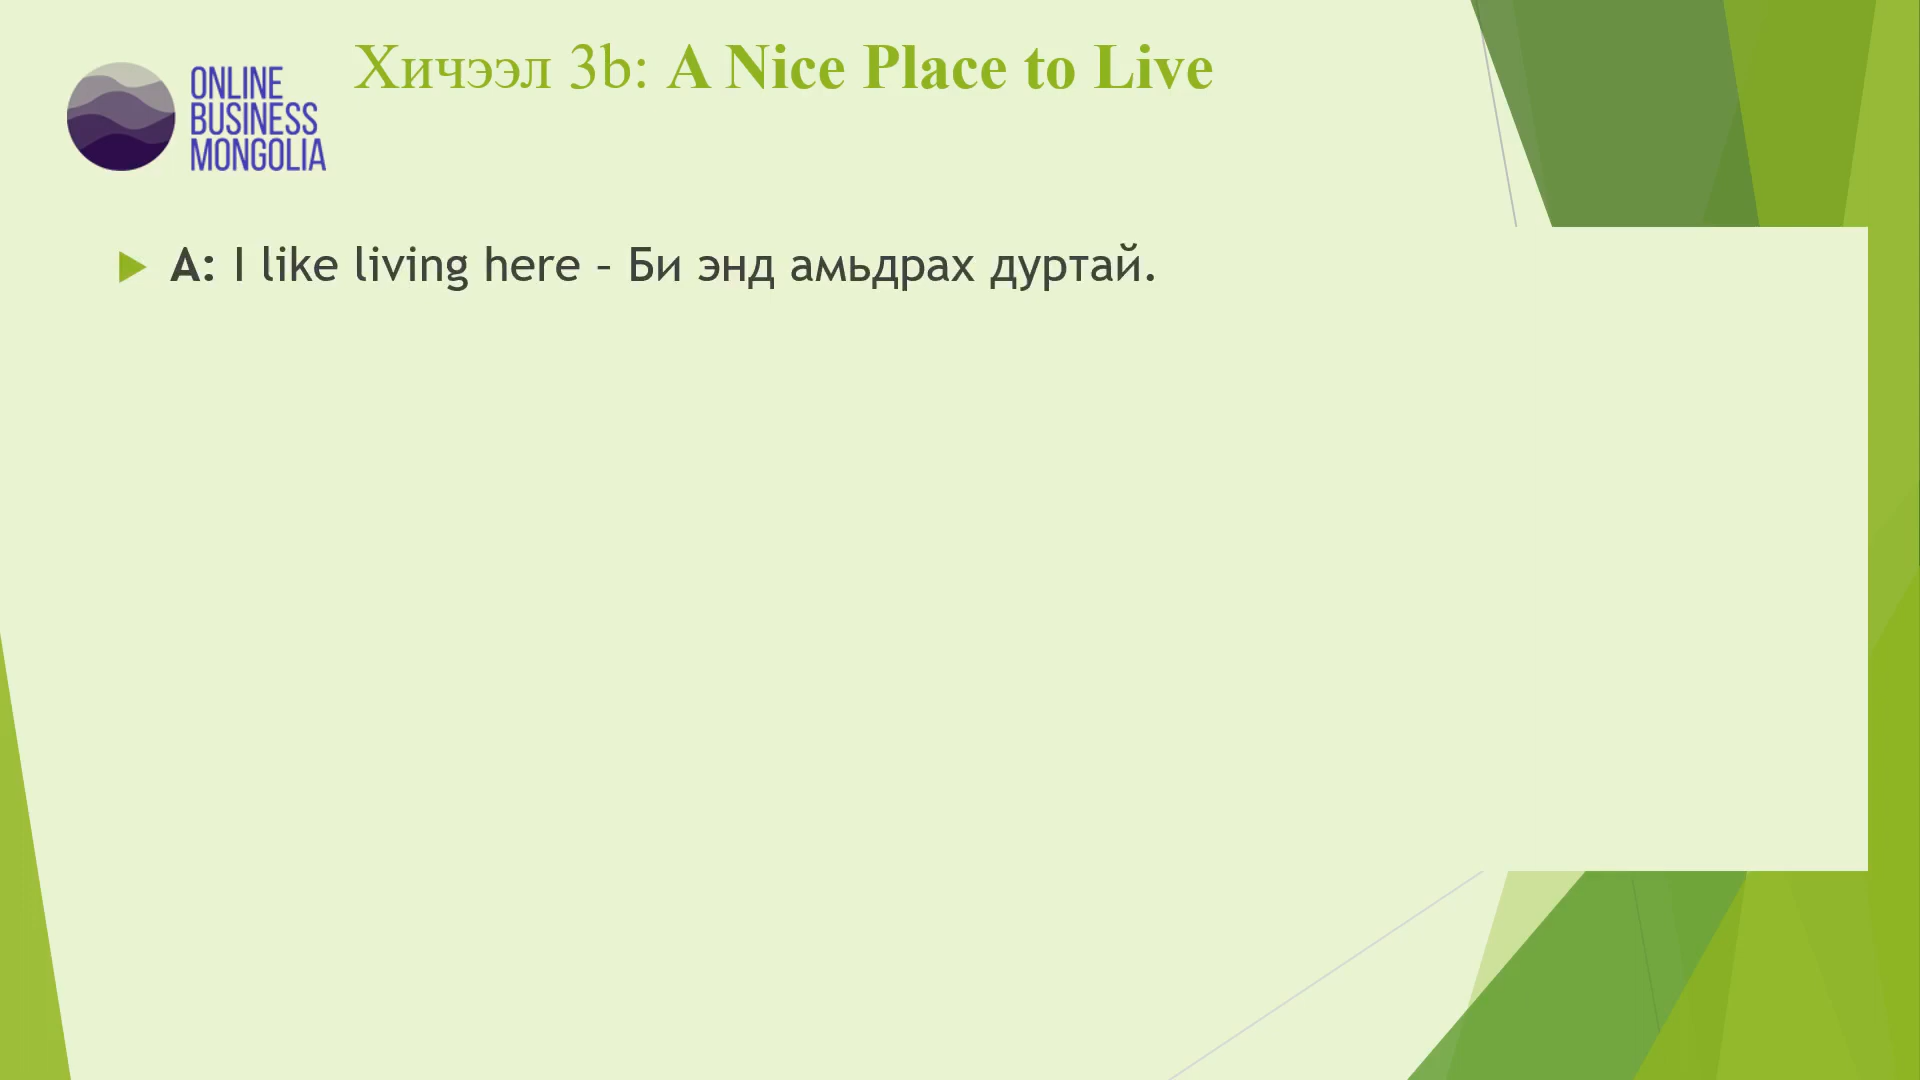 Хичээл 3b: A Nice Place to Live
ONLINE
BUSINESS
MONGOLIA
A: I like living here – Би энд амьдрах дуртай.